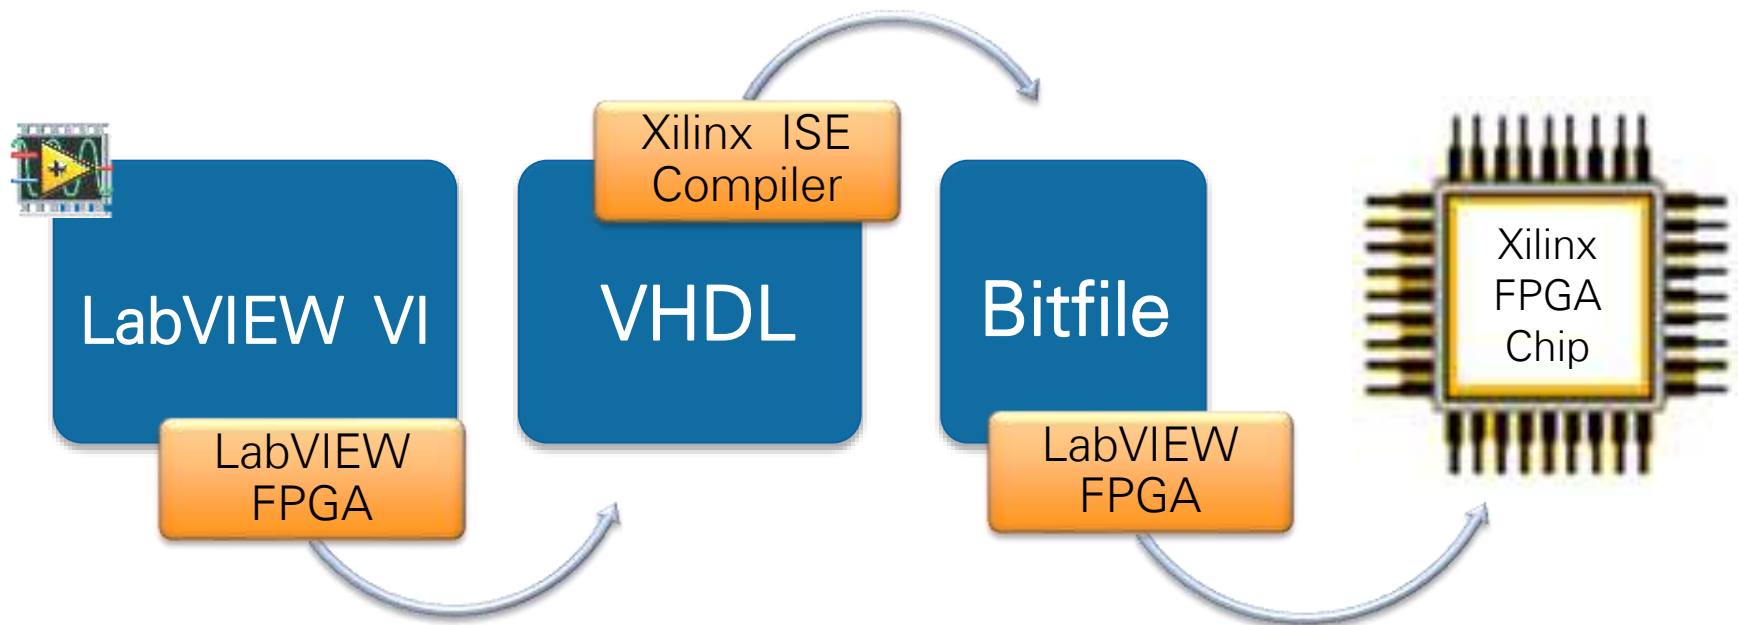 LabVIEW VI
LabVIEW
FPGA
VHDL
Xilinx ISE
Compiler
Bitfile
LabVIEW
FPGA
Xilinx
FPGA
Chip